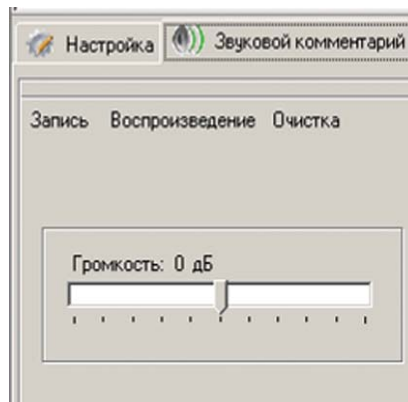 Настройка Звуковой комментарий
Запись Воспроизведение Очистка
Громкость: 0 дБ